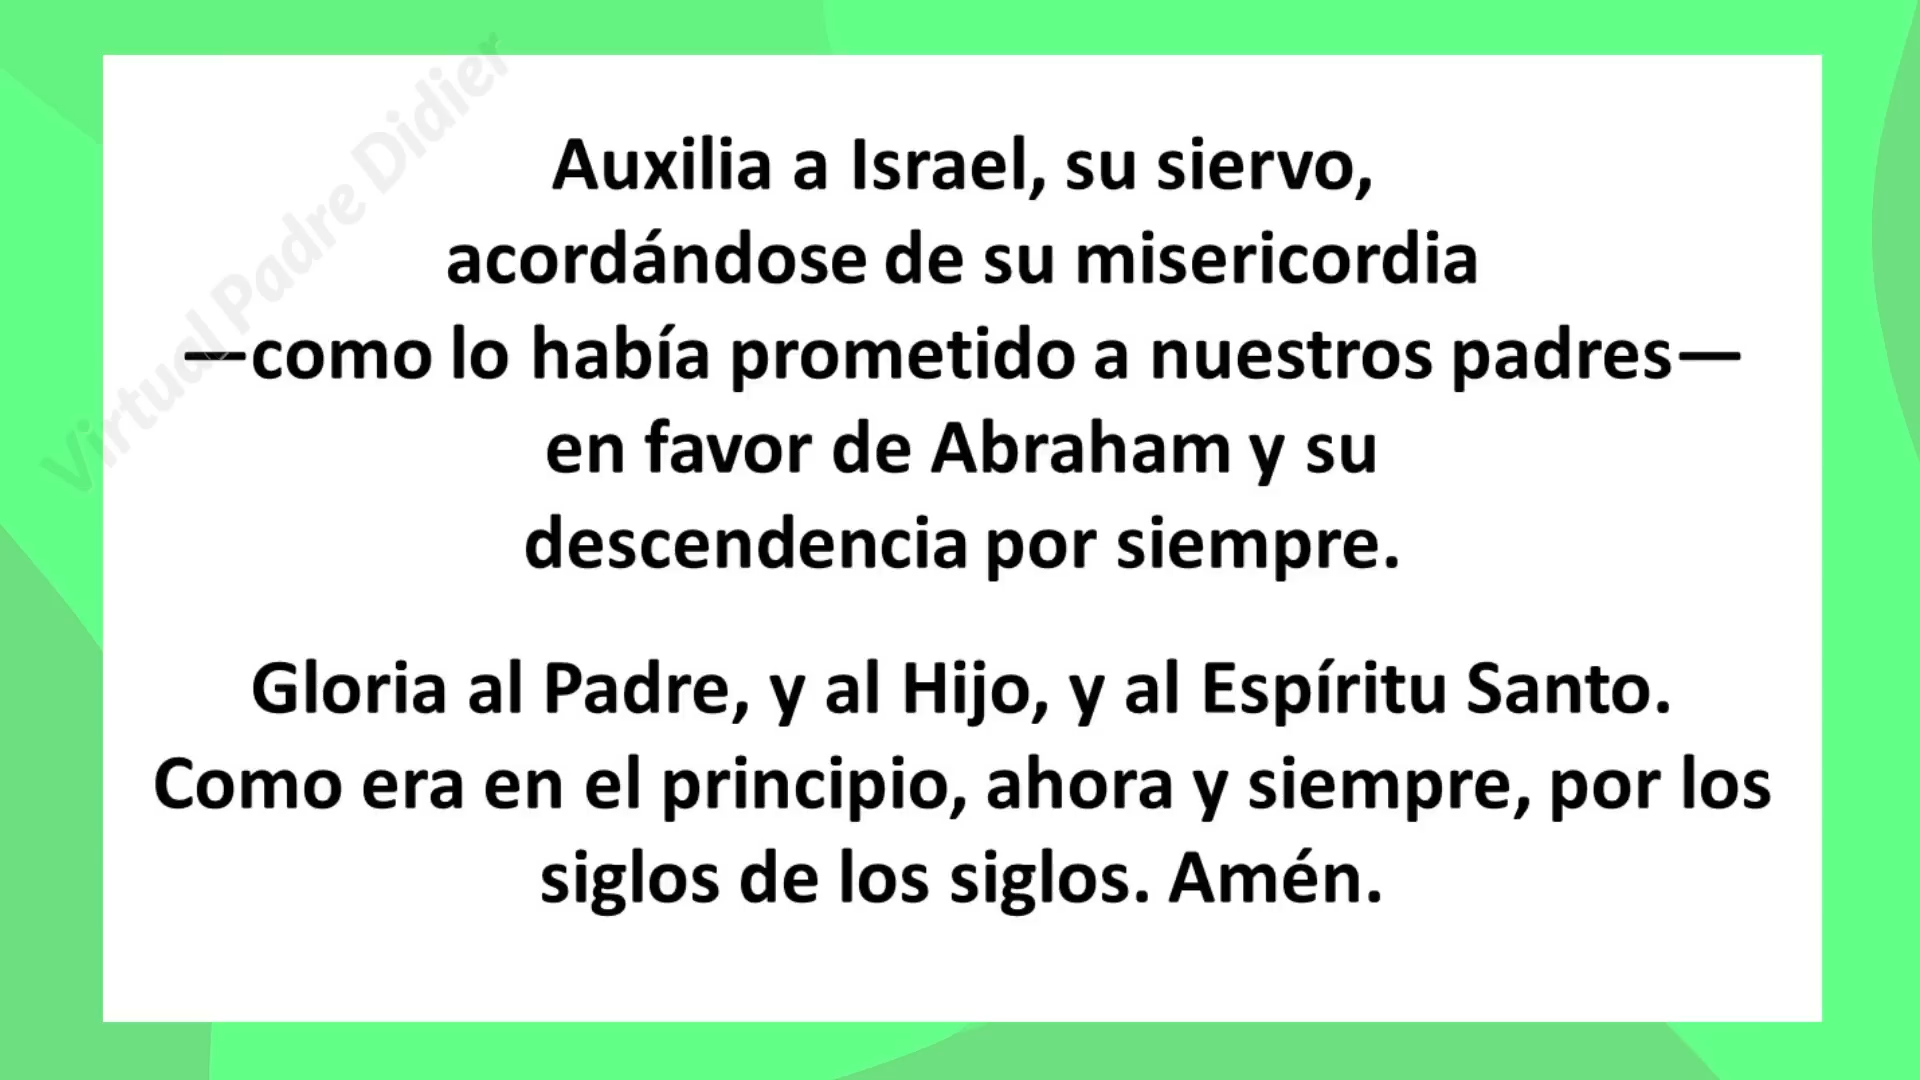 Virtual Padre Didier
Auxilia a Israel, su siervo,
acordándose de su misericordia
—como lo había prometido a nuestros padres—
en favor de Abraham y su
descendencia por siempre.
Gloria al Padre, y al Hijo, y al Espíritu Santo.
Como era en el principio, ahora y siempre, por los
siglos de los siglos. Amén.